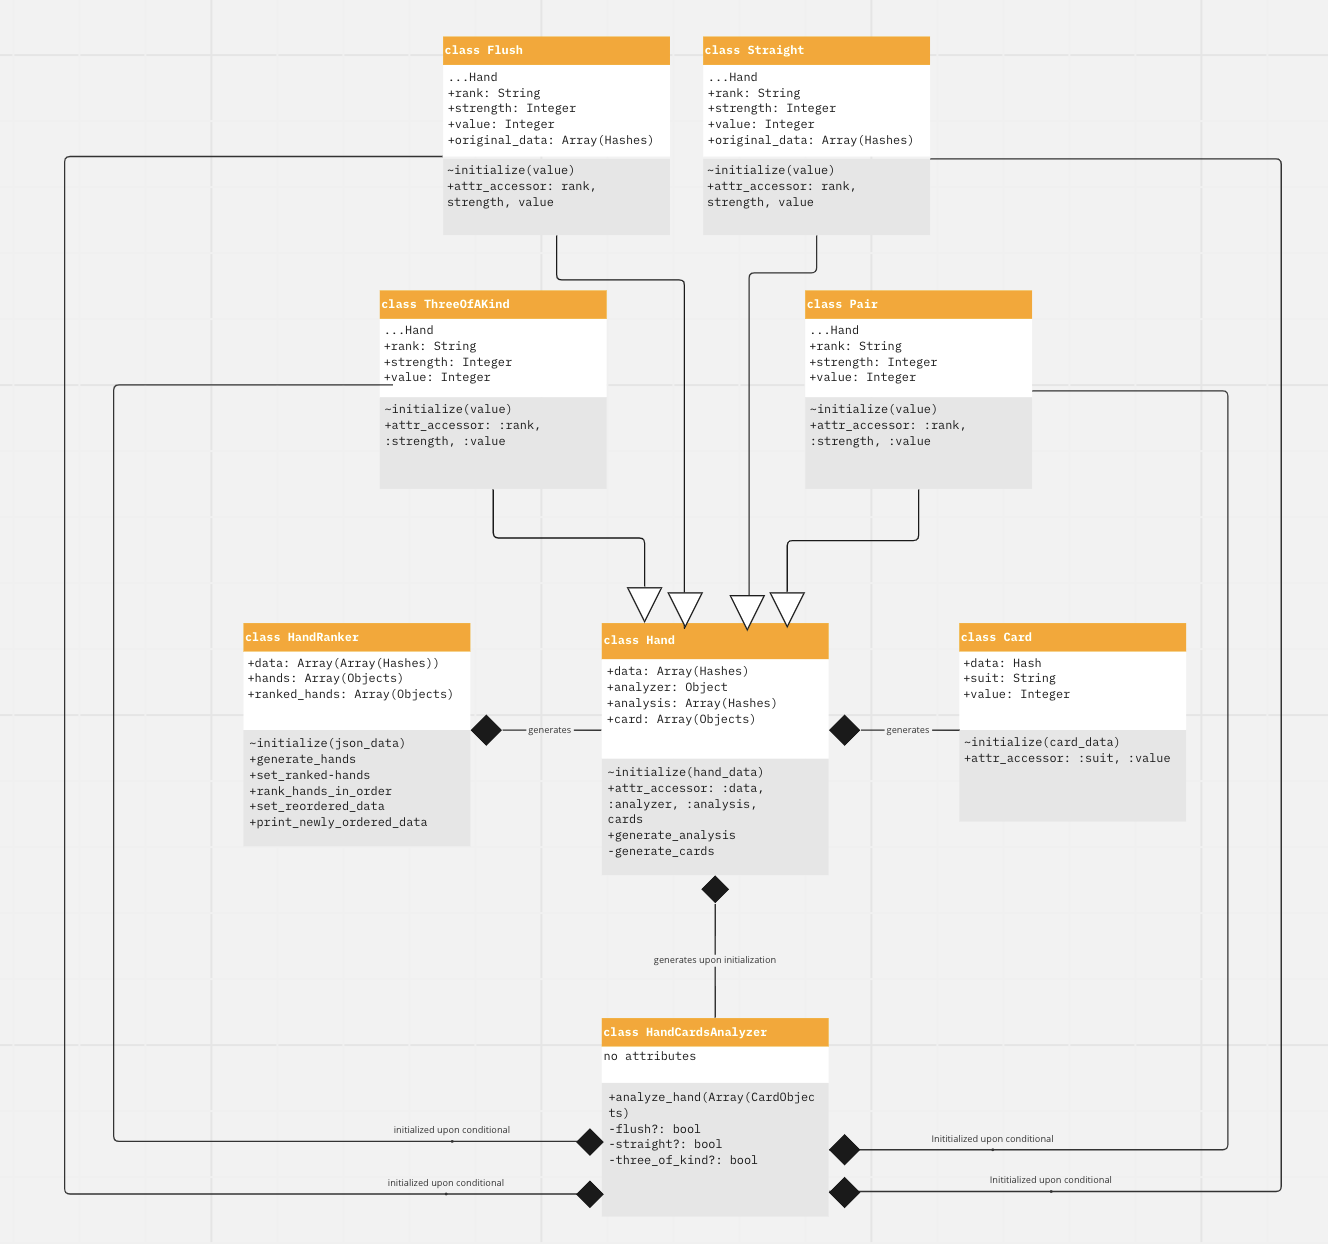 class Flush
...Hand
+rank: String
+strength: Integer
+value: Integer
+original_data: Array(Hashes)
~initialize(value)
+attr_accessor: rank,
strength, value
class Straight
...Hand
+rank: String
+strength: Integer
+value: Integer
+original_data: Array(Hashes)
~initialize(value)
+attr_accessor: rank,
strength, value
class ThreeOfAKind
...Hand
+rank: String
+strength: Integer
+value: Integer
~initialize(value)
+attr_accessor: :rank,
:strength, :value
class Pair
...Hand
+rank: String
+strength: Integer
+value: Integer
~initialize(value)
+attr_accessor: :rank,
:strength, :value
class HandRanker
+data: Array(Array(Hashes))
+hands: Array(Objects)
+ranked_hands: Array(Objects)
~initialize(json_data)
+generate_hands
+set_ranked-hands
+rank_hands_in_order
+set_reordered_data
+print_newly_ordered_data
generates
class Hand
+data: Array(Hashes)
+analyzer: Object
+analysis: Array(Hashes)
+card: Array(Objects)
~initialize(hand_data)
+attr_accessor: :data,
:analyzer, :analysis,
cards
+generate_analysis
-generate_cards
generates
class Card
+data: Hash
+suit: String
+value: Integer
~initialize(card_data)
+attr_accessor: :suit, :value
generates upon initialization
class HandCardsAnalyzer
no attributes
+analyze_hand(Array(CardObjec
ts)
-flush?: bool
-straight?: bool
-three_of_kind?: bool
initialized upon conditional
initialized upon conditional
Inititialized upon conditional
Inititialized upon conditional